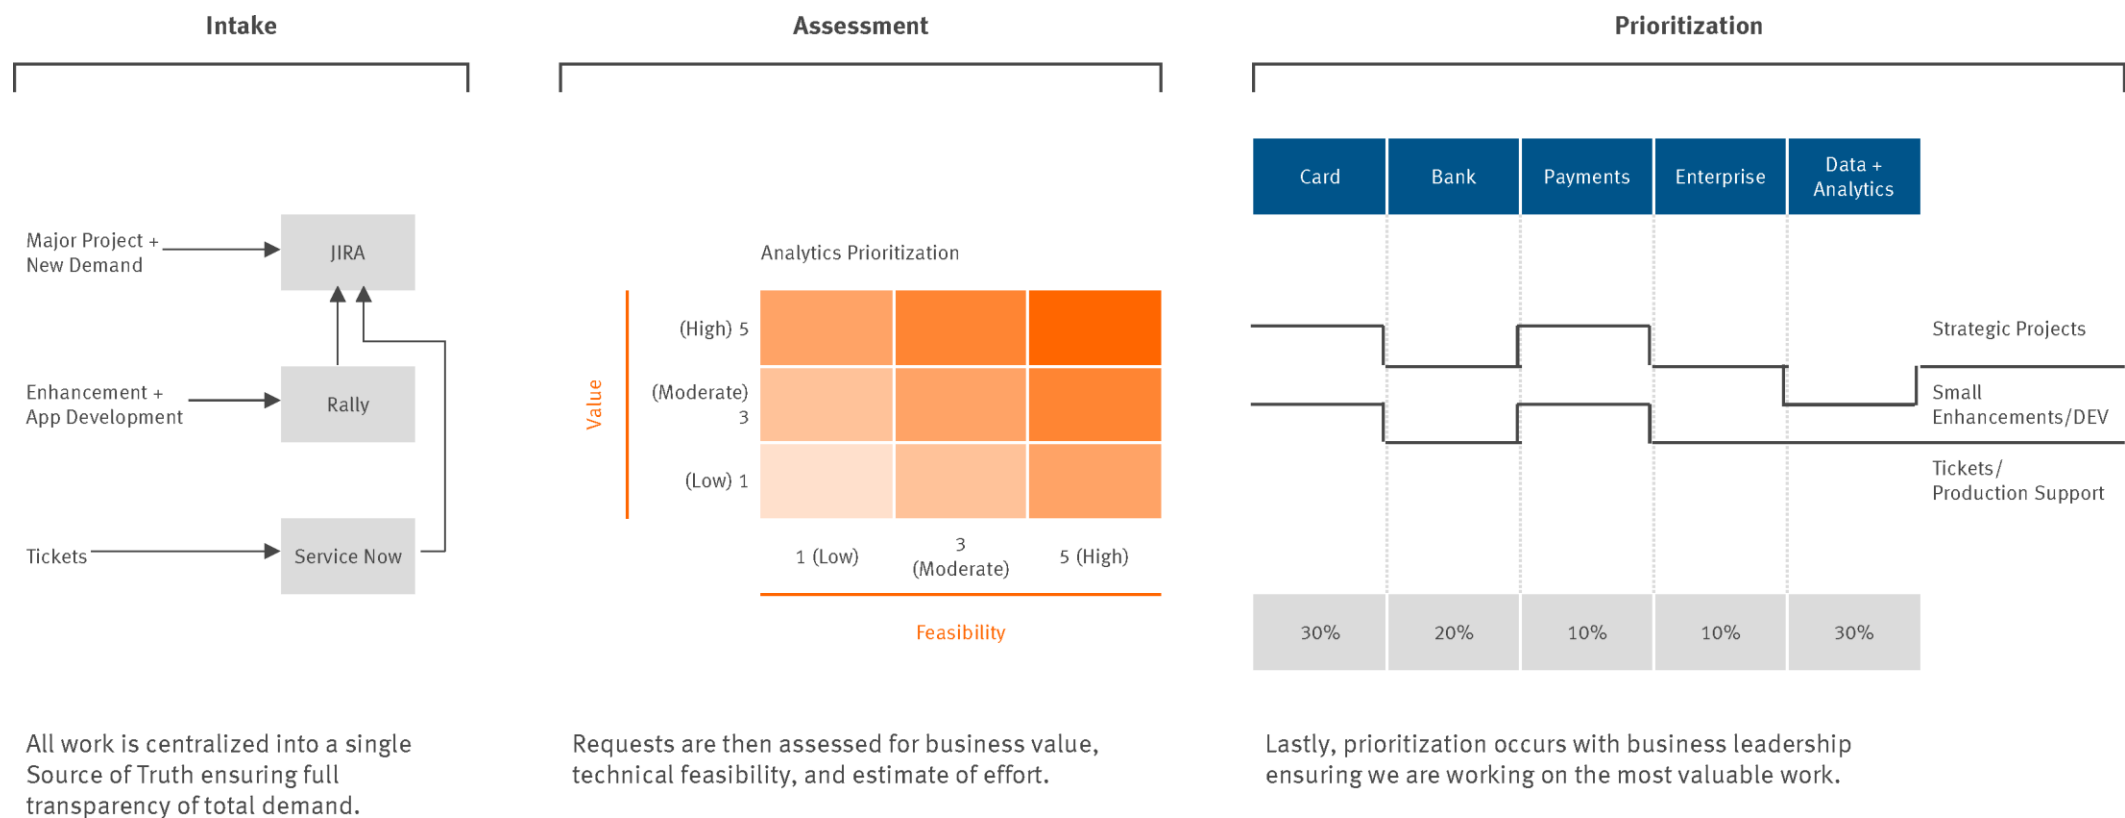 Intake
Major Project +
New Demand
JIRA
Enhancement +
App Development
Rally
Tickets
Service Now
All work is centralized into a single
Source of Truth ensuring full
transparency of total demand.
Assessment
Analytics Prioritization
Value
(High) 5
(Moderate)
3
(Low) 1
1 (Low)
3
(Moderate)
5 (High)
Feasibility
Requests are then assessed for business value,
technical feasibility, and estimate of effort.
Prioritization
Card
Bank
Payments
Enterprise
Data +
Analytics
Strategic Projects
Small
Enhancements/DEV
Tickets/
Production Support
30%
20%
10%
10%
30%
Lastly, prioritization occurs with business leadership
ensuring we are working on the most valuable work.